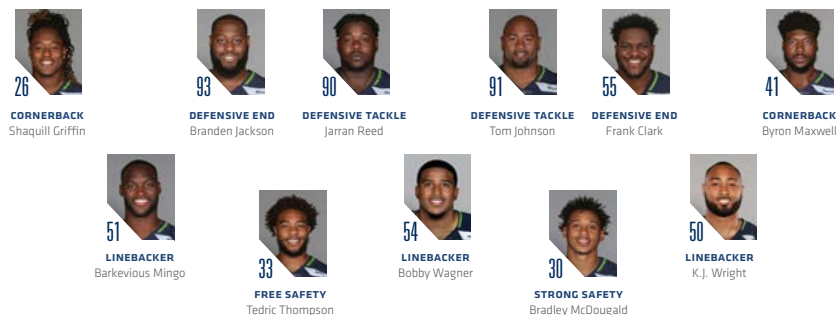 26
CORNERBACK
Shaquill Griffin
93
DEFENSIVE END
Branden Jackson
90
DEFENSIVE TACKLE
Jarran Reed
91
DEFENSIVE TACKLE
Tom Johnson
55
DEFENSIVE END
Frank Clark
41
CORNERBACK
Byron Maxwell
51
LINEBACKER
Barkevious Mingo
33
FREE SAFETY
Tedric Thompson
54
LINEBACKER
Bobby Wagner
30
STRONG SAFETY
Bradley McDougald
50
LINEBACKER
K.J. Wright